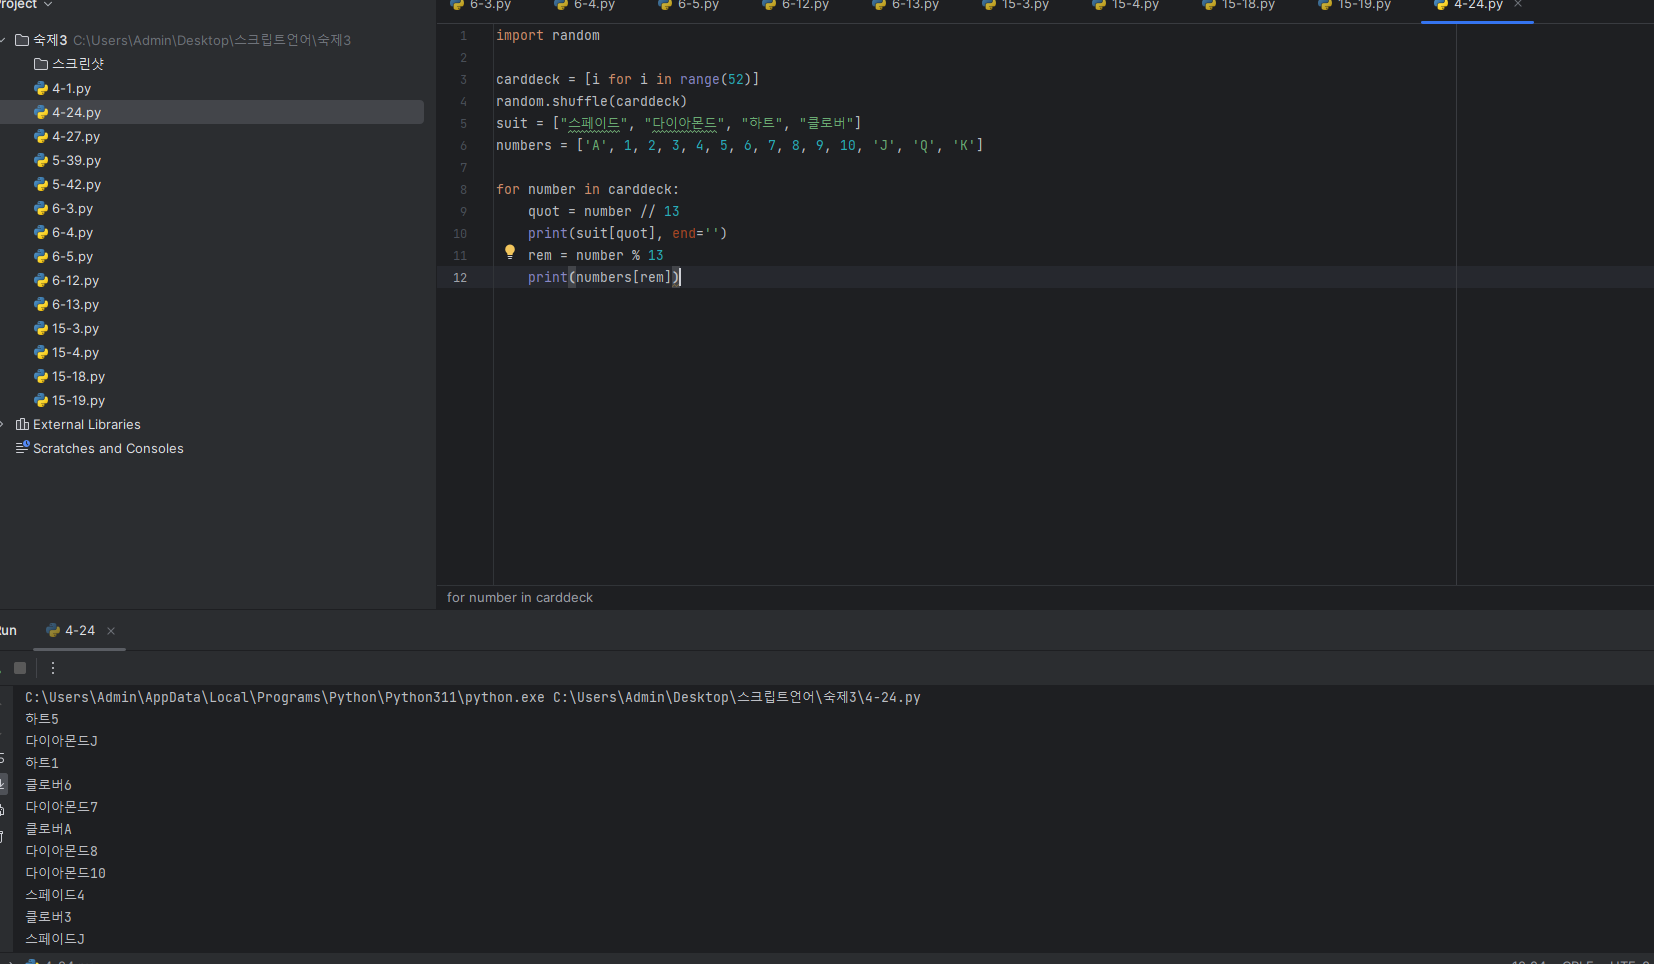 Project
숙제3 C:\Users\Admin\Desktop\스크립트언어\숙제3
스크린샷
4-1.py
4-24.py
4-27.py
5-39.py
5-42.py
6-3.py
6-4.py
6-5.py
6-12.py
6-13.py
15-3.py
15-4.py
15-18.py
15-19.py
External Libraries
Scratches and Consoles
6-3.py 6-4.py 6-5.py 6-12.py 6-13.py 15-3.py 15-4.py 15-18.py 15-19.py 4-24.py
1 import random
2
3 carddeck = [i for i in range(52)]
4 random.shuffle(carddeck)
5 suit = ["스페이드", "다이아몬드", "하트", "클로버"]
6 numbers = ['A', 1, 2, 3, 4, 5, 6, 7, 8, 9, 10, 'J', 'Q', 'K']
7
8 for number in carddeck:
9 quot = number // 13
10 print(suit[quot], end='')
11 rem = number % 13
12 print(numbers[rem])
for number in carddeck
Run 4-24
C:\Users\Admin\AppData\Local\Programs\Python\Python311\python.exe C:\Users\Admin\Desktop\스크립트언어\숙제3\4-24.py
하트5
다이아몬드J
하트1
클로버6
다이아몬드7
클로버A
다이아몬드8
다이아몬드10
스페이드4
클로버3
스페이드J